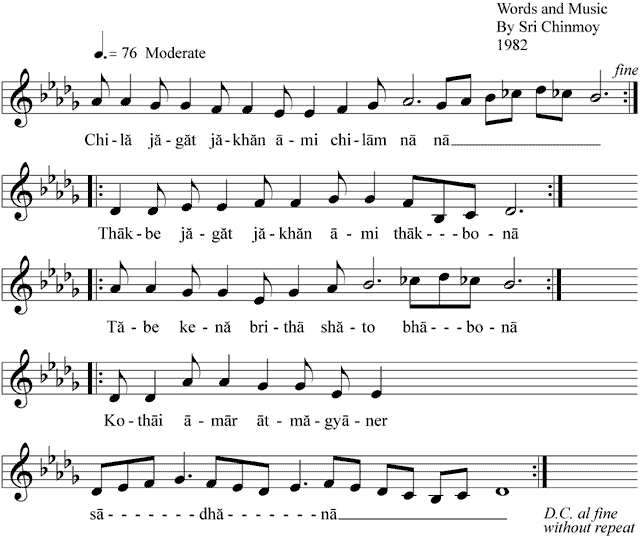 Words and Music
By Sri Chinmoy
1982
♩. = 76 Moderate
fine
Chi-lă jă-găt jă-khăn ā-mi chi-lām nā nā
Thāk-be jă-găt jă-khăn ā-mi thāk---bo-nā
Tă-be ke-nă bri-thā shă-to bhā---bo-nā
Ko-thāi ā-mār āt-mă-gyā-ner
sā--------dhă--------nā
D.C. al fine
without repeat